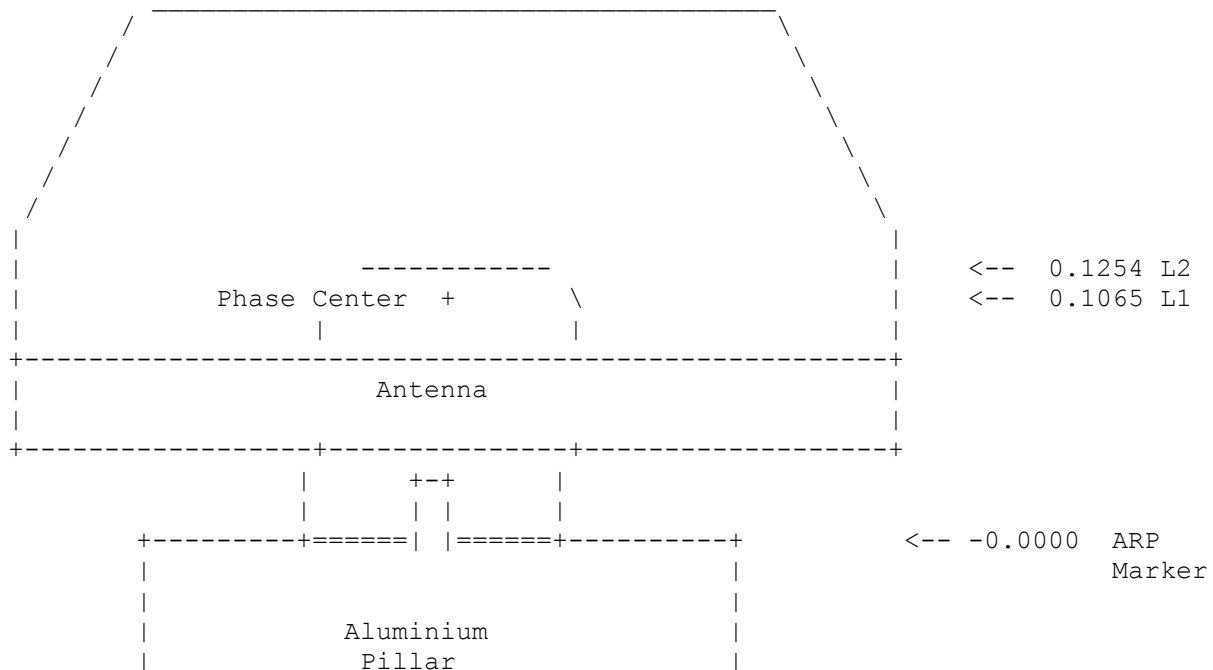 <-- 0.1254 L2
Phase Center + <-- 0.1065 L1
Antenna
<-- -0.0000 ARP
Marker
Aluminium
Pillar